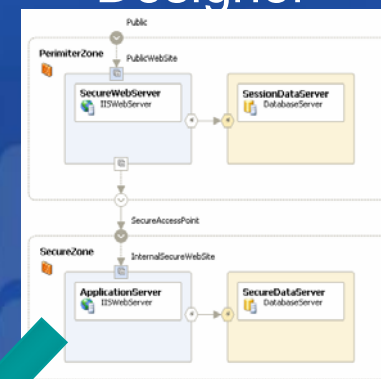 Designer
Public
PerimiterZone
PublicWebSite
SecureWebServer
IISWebServer
SessionDataServer
DatabaseServer
SecureAccessPoint
SecureZone
InternalSecureWebSite
ApplicationServer
IISWebServer
SecureDataServer
DatabaseServer